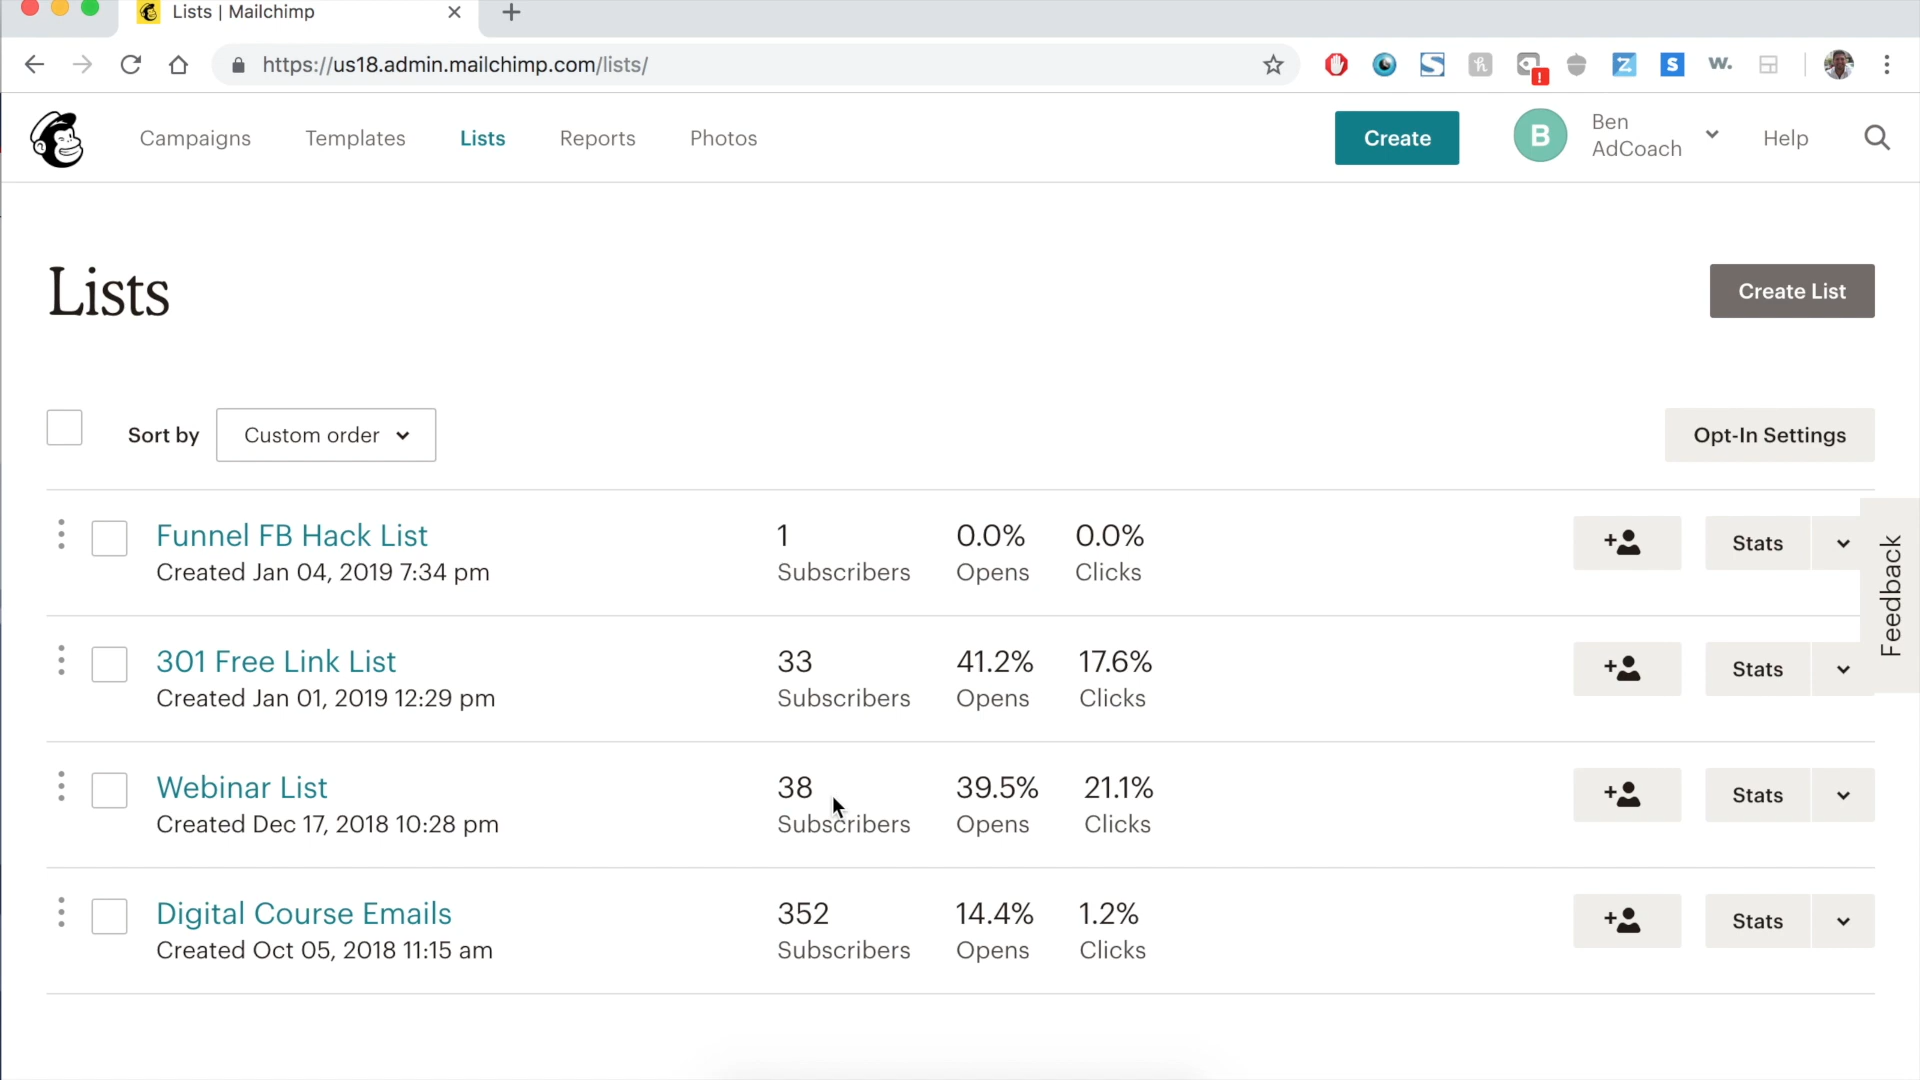 Lists | Mailchimp
https://us18.admin.mailchimp.com/lists/
Campaigns
Templates
Lists
Reports
Photos
Create
B
Ben
AdCoach
Help
Lists
Create List
Sort by
Custom order
Opt-In Settings
Funnel FB Hack List
Created Jan 04, 2019 7:34 pm
1
Subscribers
0.0%
Opens
0.0%
Clicks
Stats
Feedback
301 Free Link List
Created Jan 01, 2019 12:29 pm
33
Subscribers
41.2%
Opens
17.6%
Clicks
Stats
Webinar List
Created Dec 17, 2018 10:28 pm
38
Subscribers
39.5%
Opens
21.1%
Clicks
Stats
Digital Course Emails
Created Oct 05, 2018 11:15 am
352
Subscribers
14.4%
Opens
1.2%
Clicks
Stats